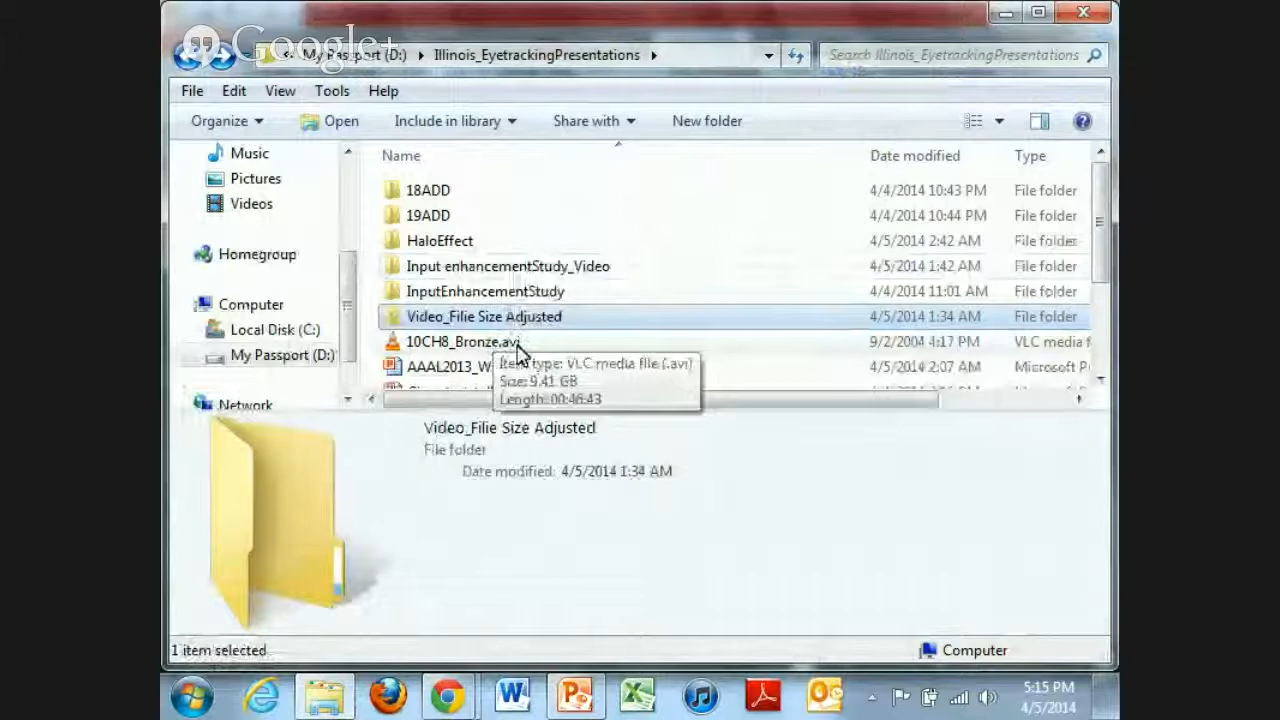 Google+
My Passport (D:) Illinois_EyetrackingPresentations Search Illinois_EyetrackingPresentations
File Edit View Tools Help
Organize Open Include in library Share with New folder
Music
Pictures
Videos
Homegroup
Computer
Local Disk (C:)
My Passport (D:)
Network
Name Date modified Type
18ADD 4/4/2014 10:43 PM File folder
19ADD 4/4/2014 10:44 PM File folder
HaloEffect 4/5/2014 2:42 AM File folder
Input enhancementStudy_Video 4/5/2014 1:42 AM File folder
InputEnhancementStudy 4/4/2014 11:01 AM File folder
Video_Filie Size Adjusted 4/5/2014 1:34 AM File folder
10CH8_Bronze.avi 9/2/2004 4:17 PM VLC media f
AAAL2013_W 4/5/2014 2:07 AM Microsoft P
Item type: VLC media file (.avi)
Size: 9.41 GB
Length: 00:46:43
Video_Filie Size Adjusted
File folder
Date modified: 4/5/2014 1:34 AM
1 item selected
Computer
5:15 PM
4/5/2014